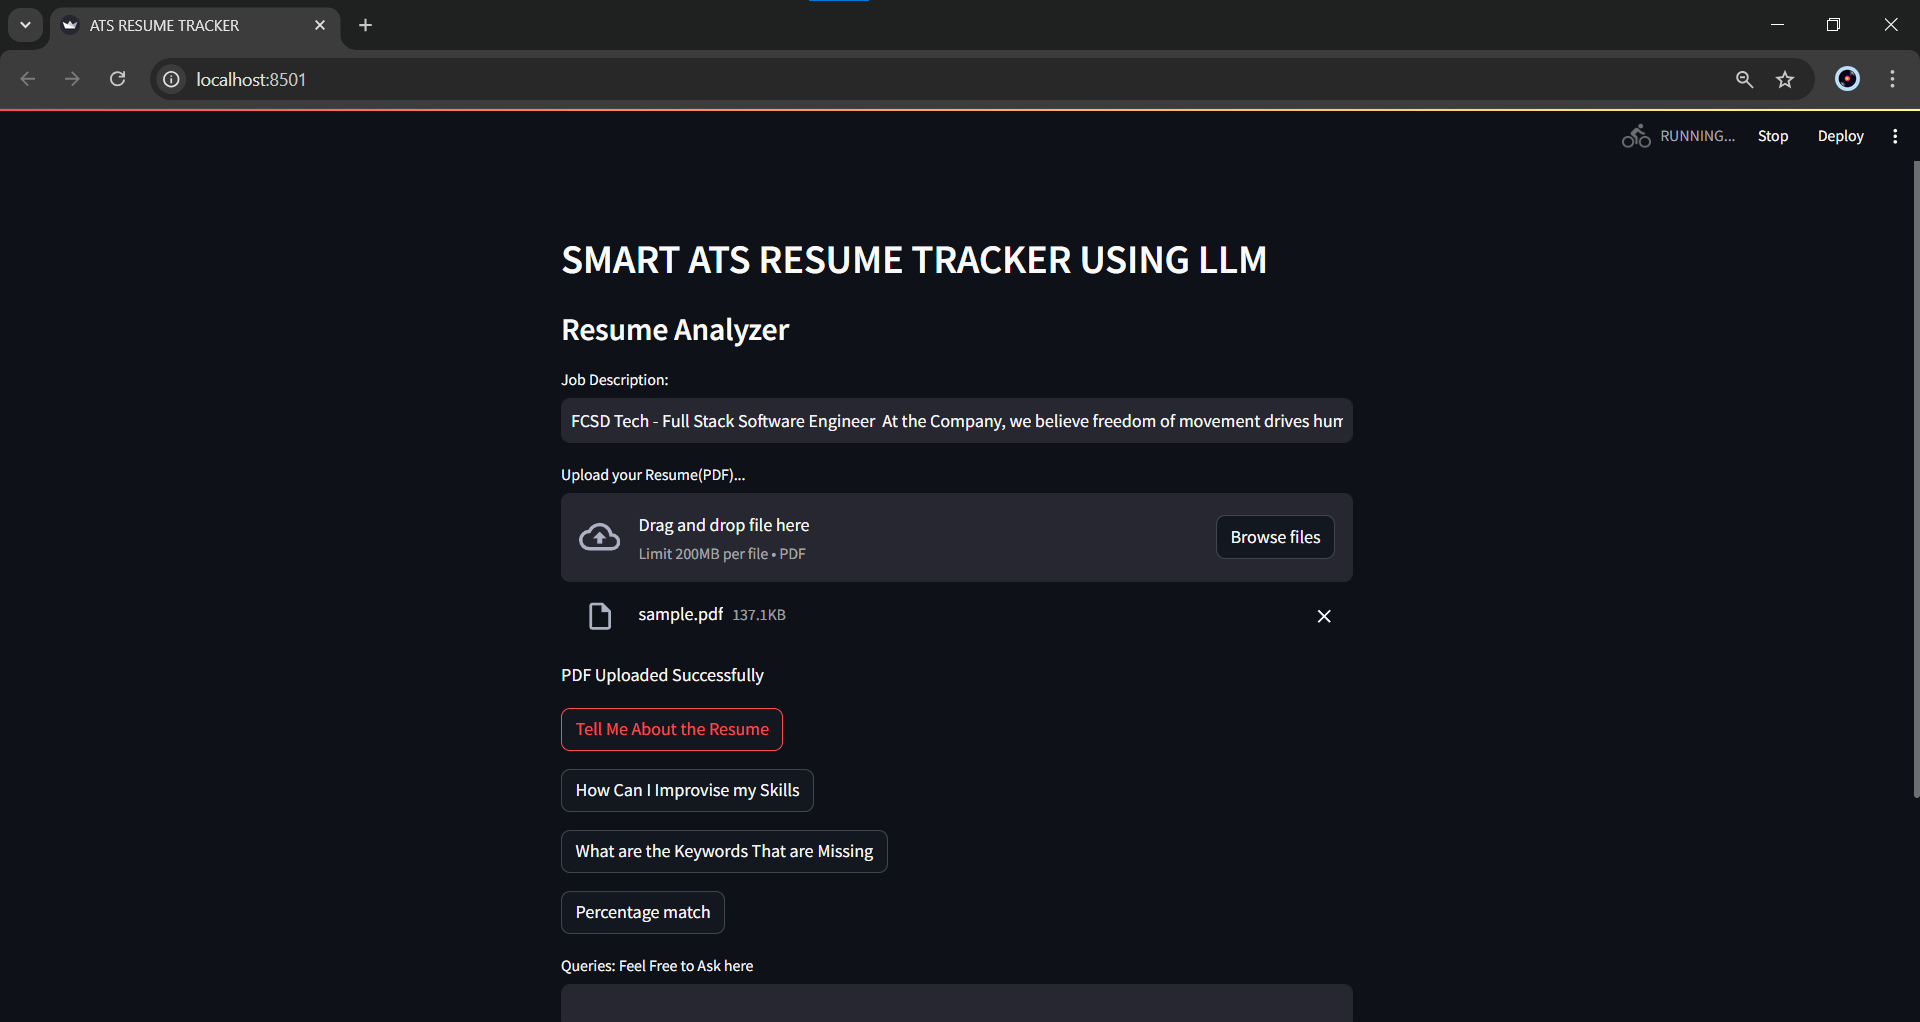 ATS RESUME TRACKER
localhost:8501
RUNNING...
Stop
Deploy
SMART ATS RESUME TRACKER USING LLM
Resume Analyzer
Job Description:
FCSD Tech - Full Stack Software Engineer  At the Company, we believe freedom of movement drives hum
Upload your Resume(PDF)...
Drag and drop file here
Limit 200MB per file • PDF
Browse files
sample.pdf 137.1KB
PDF Uploaded Successfully
Tell Me About the Resume
How Can I Improvise my Skills
What are the Keywords That are Missing
Percentage match
Queries: Feel Free to Ask here